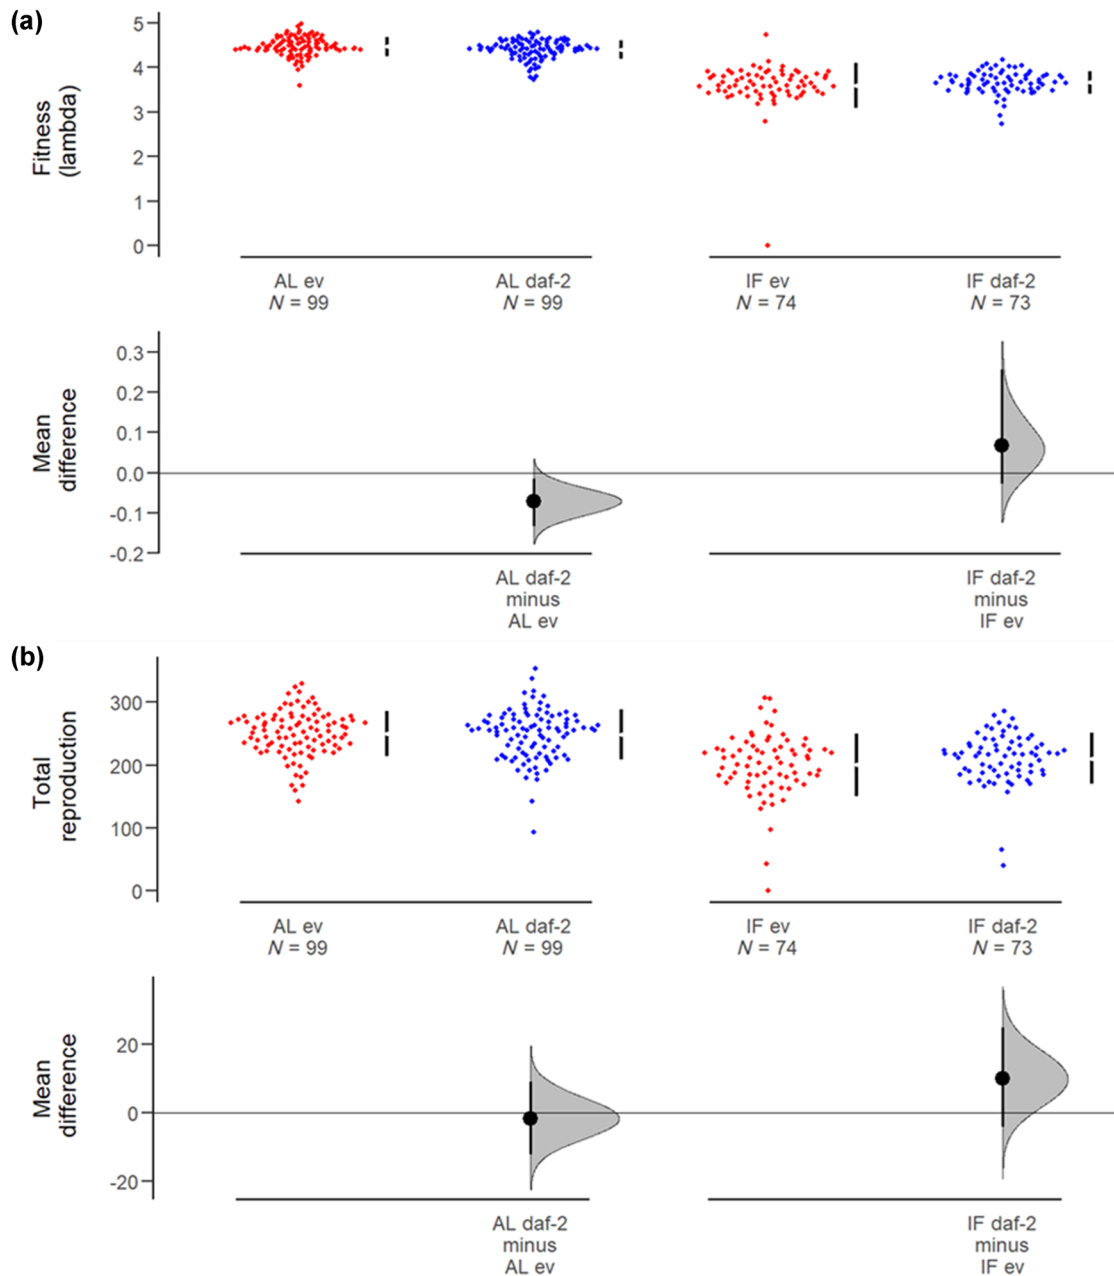 (a)
5
4
3
2
1
0
Fitness
(lambda)
AL ev
N = 99
AL daf-2
N = 99
IF ev
N = 74
IF daf-2
N = 73
0.3
0.2
0.1
0.0
-0.1
-0.2
Mean
difference
AL daf-2
minus
AL ev
IF daf-2
minus
IF ev
(b)
300
200
100
0
Total
reproduction
AL ev
N = 99
AL daf-2
N = 99
IF ev
N = 74
IF daf-2
N = 73
20
0
-20
Mean
difference
AL daf-2
minus
AL ev
IF daf-2
minus
IF ev